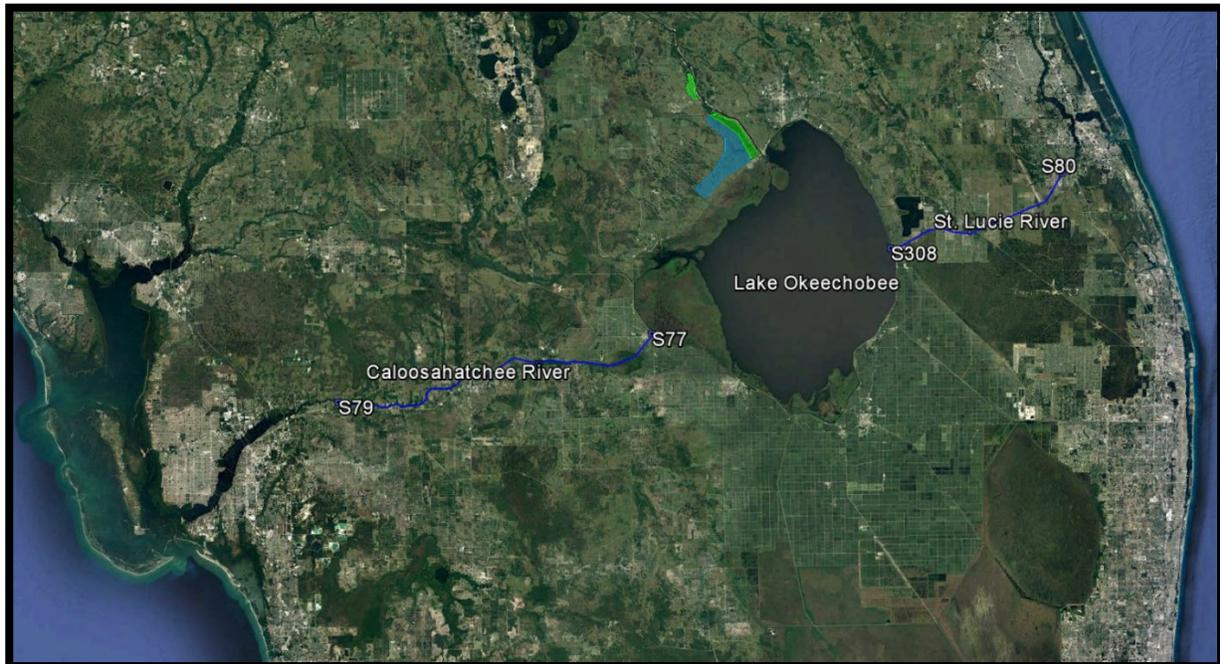 S80
St. Lucie River
S308
Lake Okeechobee
S77
Caloosahatchee River
S79